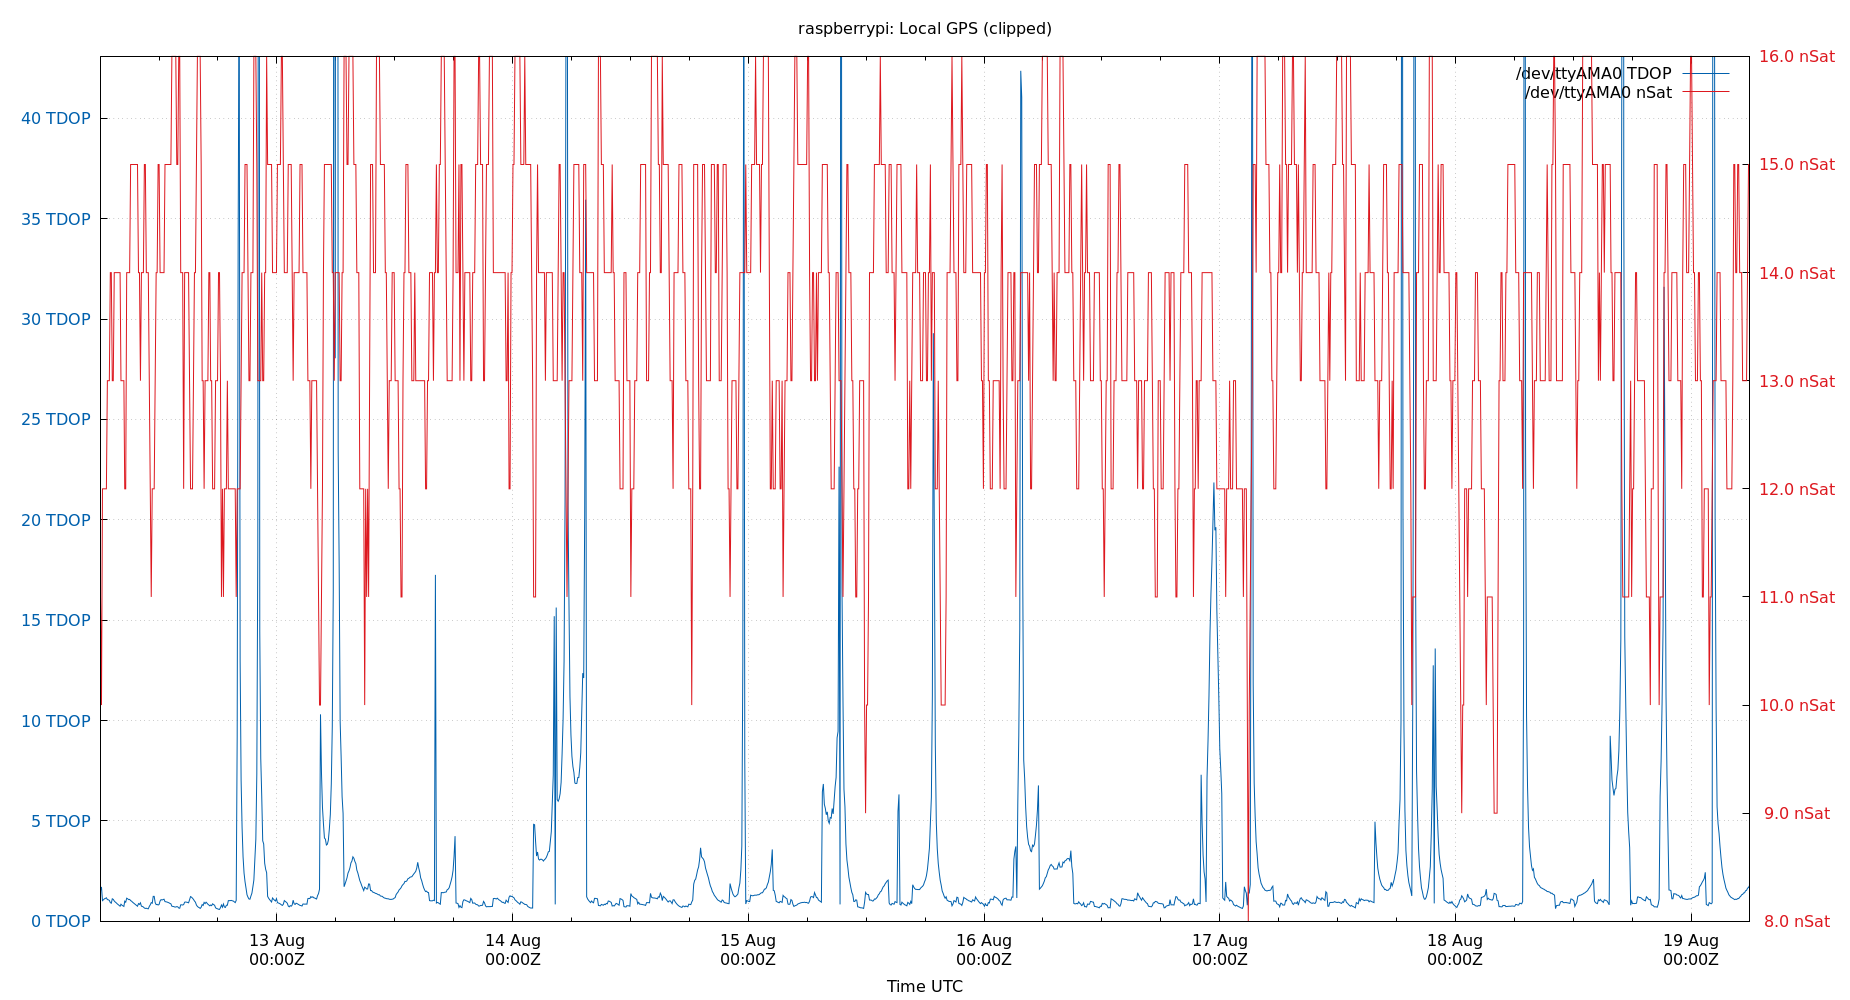 raspberrypi: Local GPS (clipped)
/dev/ttyAMA0 TDOP
/dev/ttyAMA0 nSat
40 TDOP
35 TDOP
30 TDOP
25 TDOP
20 TDOP
15 TDOP
10 TDOP
5 TDOP
0 TDOP
16.0 nSat
15.0 nSat
14.0 nSat
13.0 nSat
12.0 nSat
11.0 nSat
10.0 nSat
9.0 nSat
8.0 nSat
13 Aug
00:00Z
14 Aug
00:00Z
15 Aug
00:00Z
16 Aug
00:00Z
17 Aug
00:00Z
18 Aug
00:00Z
19 Aug
00:00Z
Time UTC